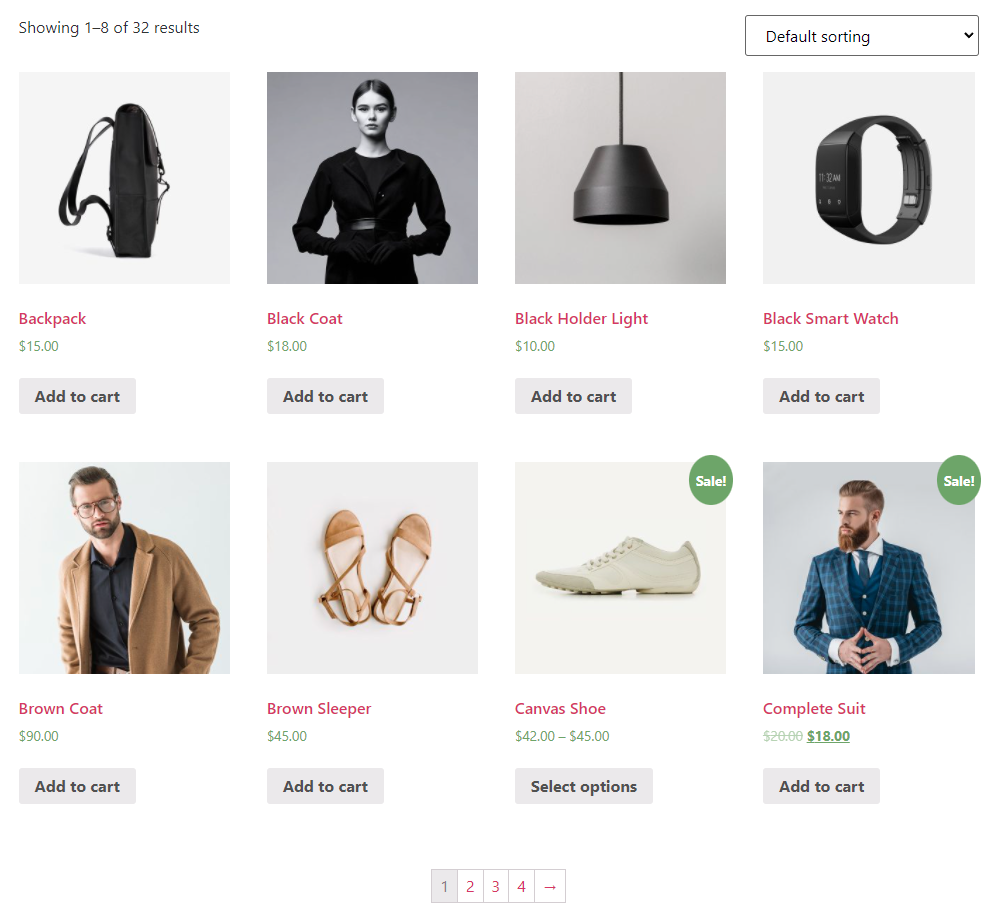 Showing 1–8 of 32 results
Default sorting
11:32AM
Backpack
$15.00
Add to cart
Black Coat
$18.00
Add to cart
Black Holder Light
$10.00
Add to cart
Black Smart Watch
$15.00
Add to cart
Brown Coat
$90.00
Add to cart
Brown Sleeper
$45.00
Add to cart
Sale!
Canvas Shoe
$42.00 – $45.00
Select options
Sale!
Complete Suit
$20.00 $18.00
Add to cart
1 2 3 4 →